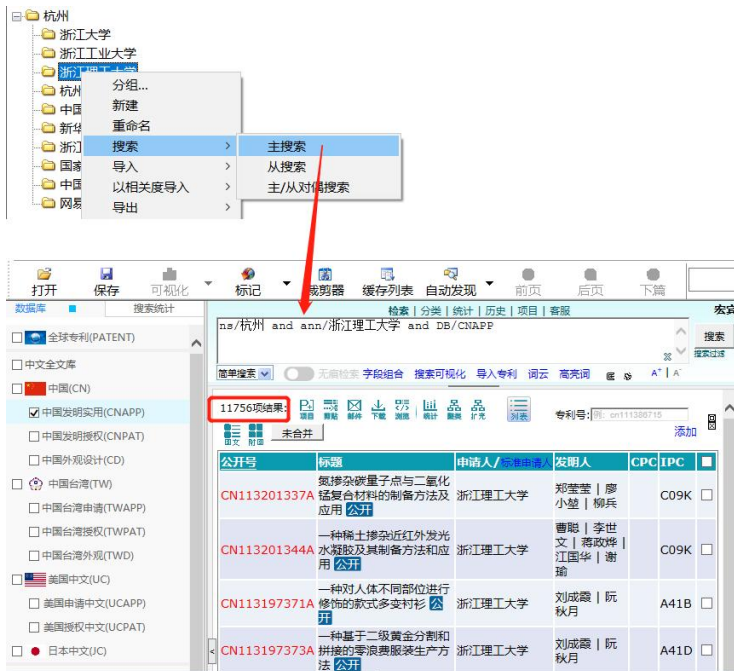 杭州
浙江大学
浙江工业大学
浙江理工大学
杭州
中国
新华
浙江
国家
中国
网易
分组...
新建
重命名
搜索
导入
以相关度导入
导出
主搜索
从搜索
主/从对偶搜索
打开 保存 可视化 标记 裁剪器 缓存列表 自动发现 前页 后页 下篇
数据库 搜索统计
检索 | 分类 | 统计 | 历史 | 项目 | 客服
ns/杭州 and ann/浙江理工大学 and DB/CNAPP
搜索
搜索过滤
简单搜索 无痕检索 字段组合 搜索可视化 导入专利 词云 高亮词 A+ | A-
全球专利(PATENT)
中文全文库
中国(CN)
中国发明实用(CNAPP)
中国发明授权(CNPAT)
中国外观设计(CD)
中国台湾(TW)
中国台湾申请(TWAPP)
中国台湾授权(TWPAT)
中国台湾外观(TWD)
美国中文(UC)
美国申请中文(UCAPP)
美国授权中文(UCPAT)
日本中文(JC)
11756项结果: 项目 剪贴 邮件 下载 浏览 统计 聚类 扩充 列表 专利号: 例: cn111386715
图文 附图 未合并 添加
公开号 标题 申请人/标准申请人 发明人 CPC IPC
CN113201337A 氮掺杂碳量子点与二氧化锰复合材料的制备方法及应用 公开 浙江理工大学 郑莹莹 | 廖小堃 | 柳兵 C09K
CN113201344A 一种稀土掺杂近红外发光水凝胶及其制备方法和应用 公开 浙江理工大学 曹聪 | 李世文 | 蒋政烨 | 江国华 | 谢瑜 C09K
CN113197371A 一种对人体不同部位进行修饰的款式多变衬衫 公开 浙江理工大学 刘成霞 | 阮秋月 A41B
CN113197373A 一种基于二级黄金分割和拼接的零浪费服装生产方法 公开 浙江理工大学 刘成霞 | 阮秋月 A41D